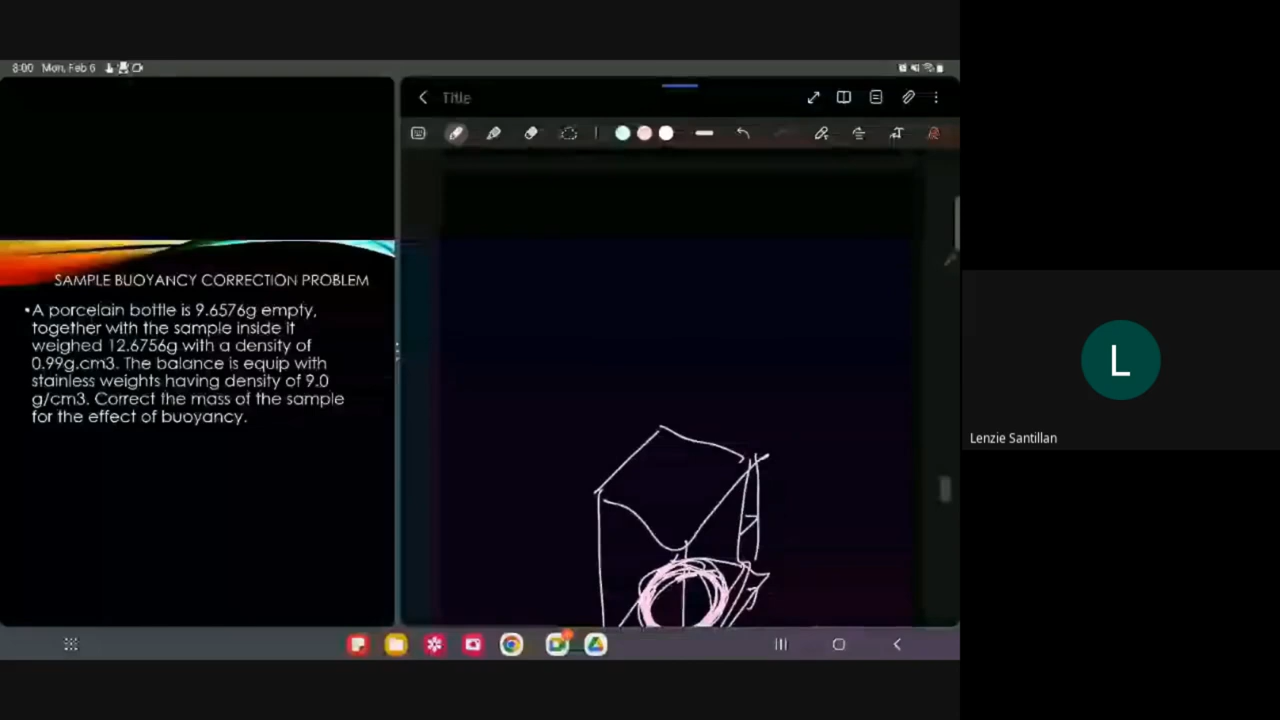 3:00 Mon, Feb 6
Title
SAMPLE BUOYANCY CORRECTION PROBLEM
•A porcelain bottle is 9.6576g empty,
together with the sample inside it
weighed 12.6756g with a density of
0.99g.cm3. The balance is equip with
stainless weights having density of 9.0
g/cm3. Correct the mass of the sample
for the effect of buoyancy.
L
Lenzie Santillan